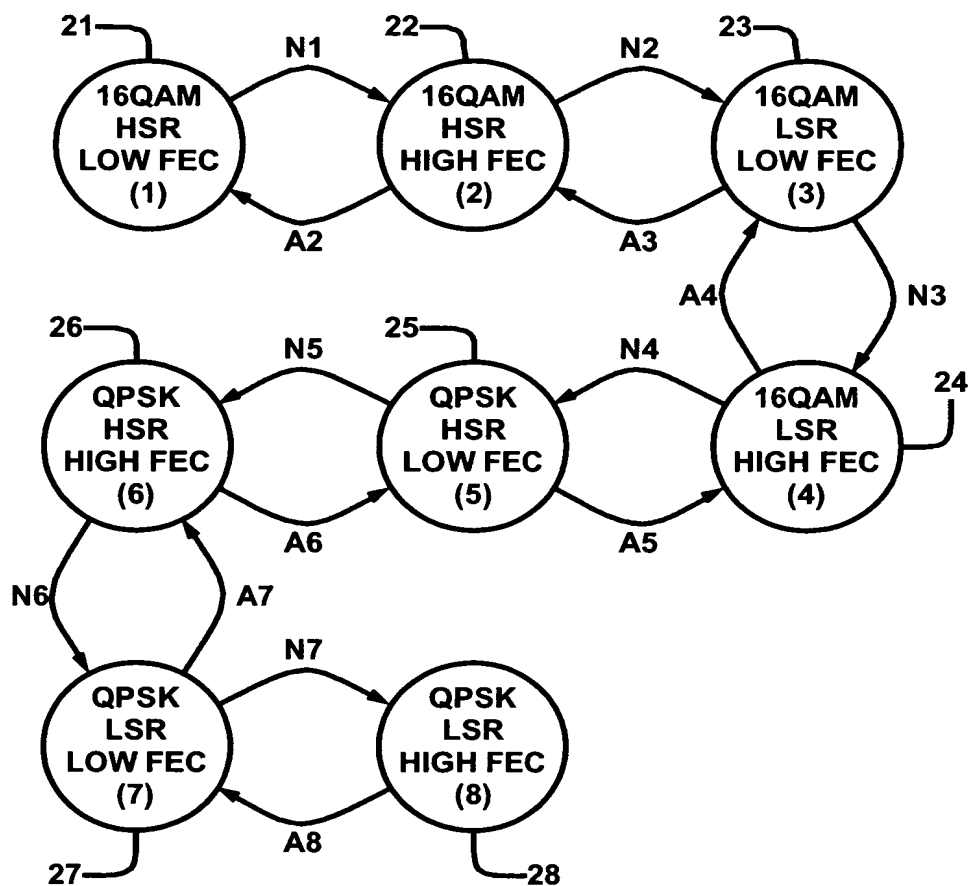 21
22
23
N1
N2
16QAM
HSR
LOW FEC
(1)
16QAM
HSR
HIGH FEC
(2)
16QAM
LSR
LOW FEC
(3)
A2
A3
A4
N3
26
25
24
N5
N4
QPSK
HSR
HIGH FEC
(6)
QPSK
HSR
LOW FEC
(5)
16QAM
LSR
HIGH FEC
(4)
A6
A5
N6
A7
N7
QPSK
LSR
LOW FEC
(7)
QPSK
LSR
HIGH FEC
(8)
A8
27
28